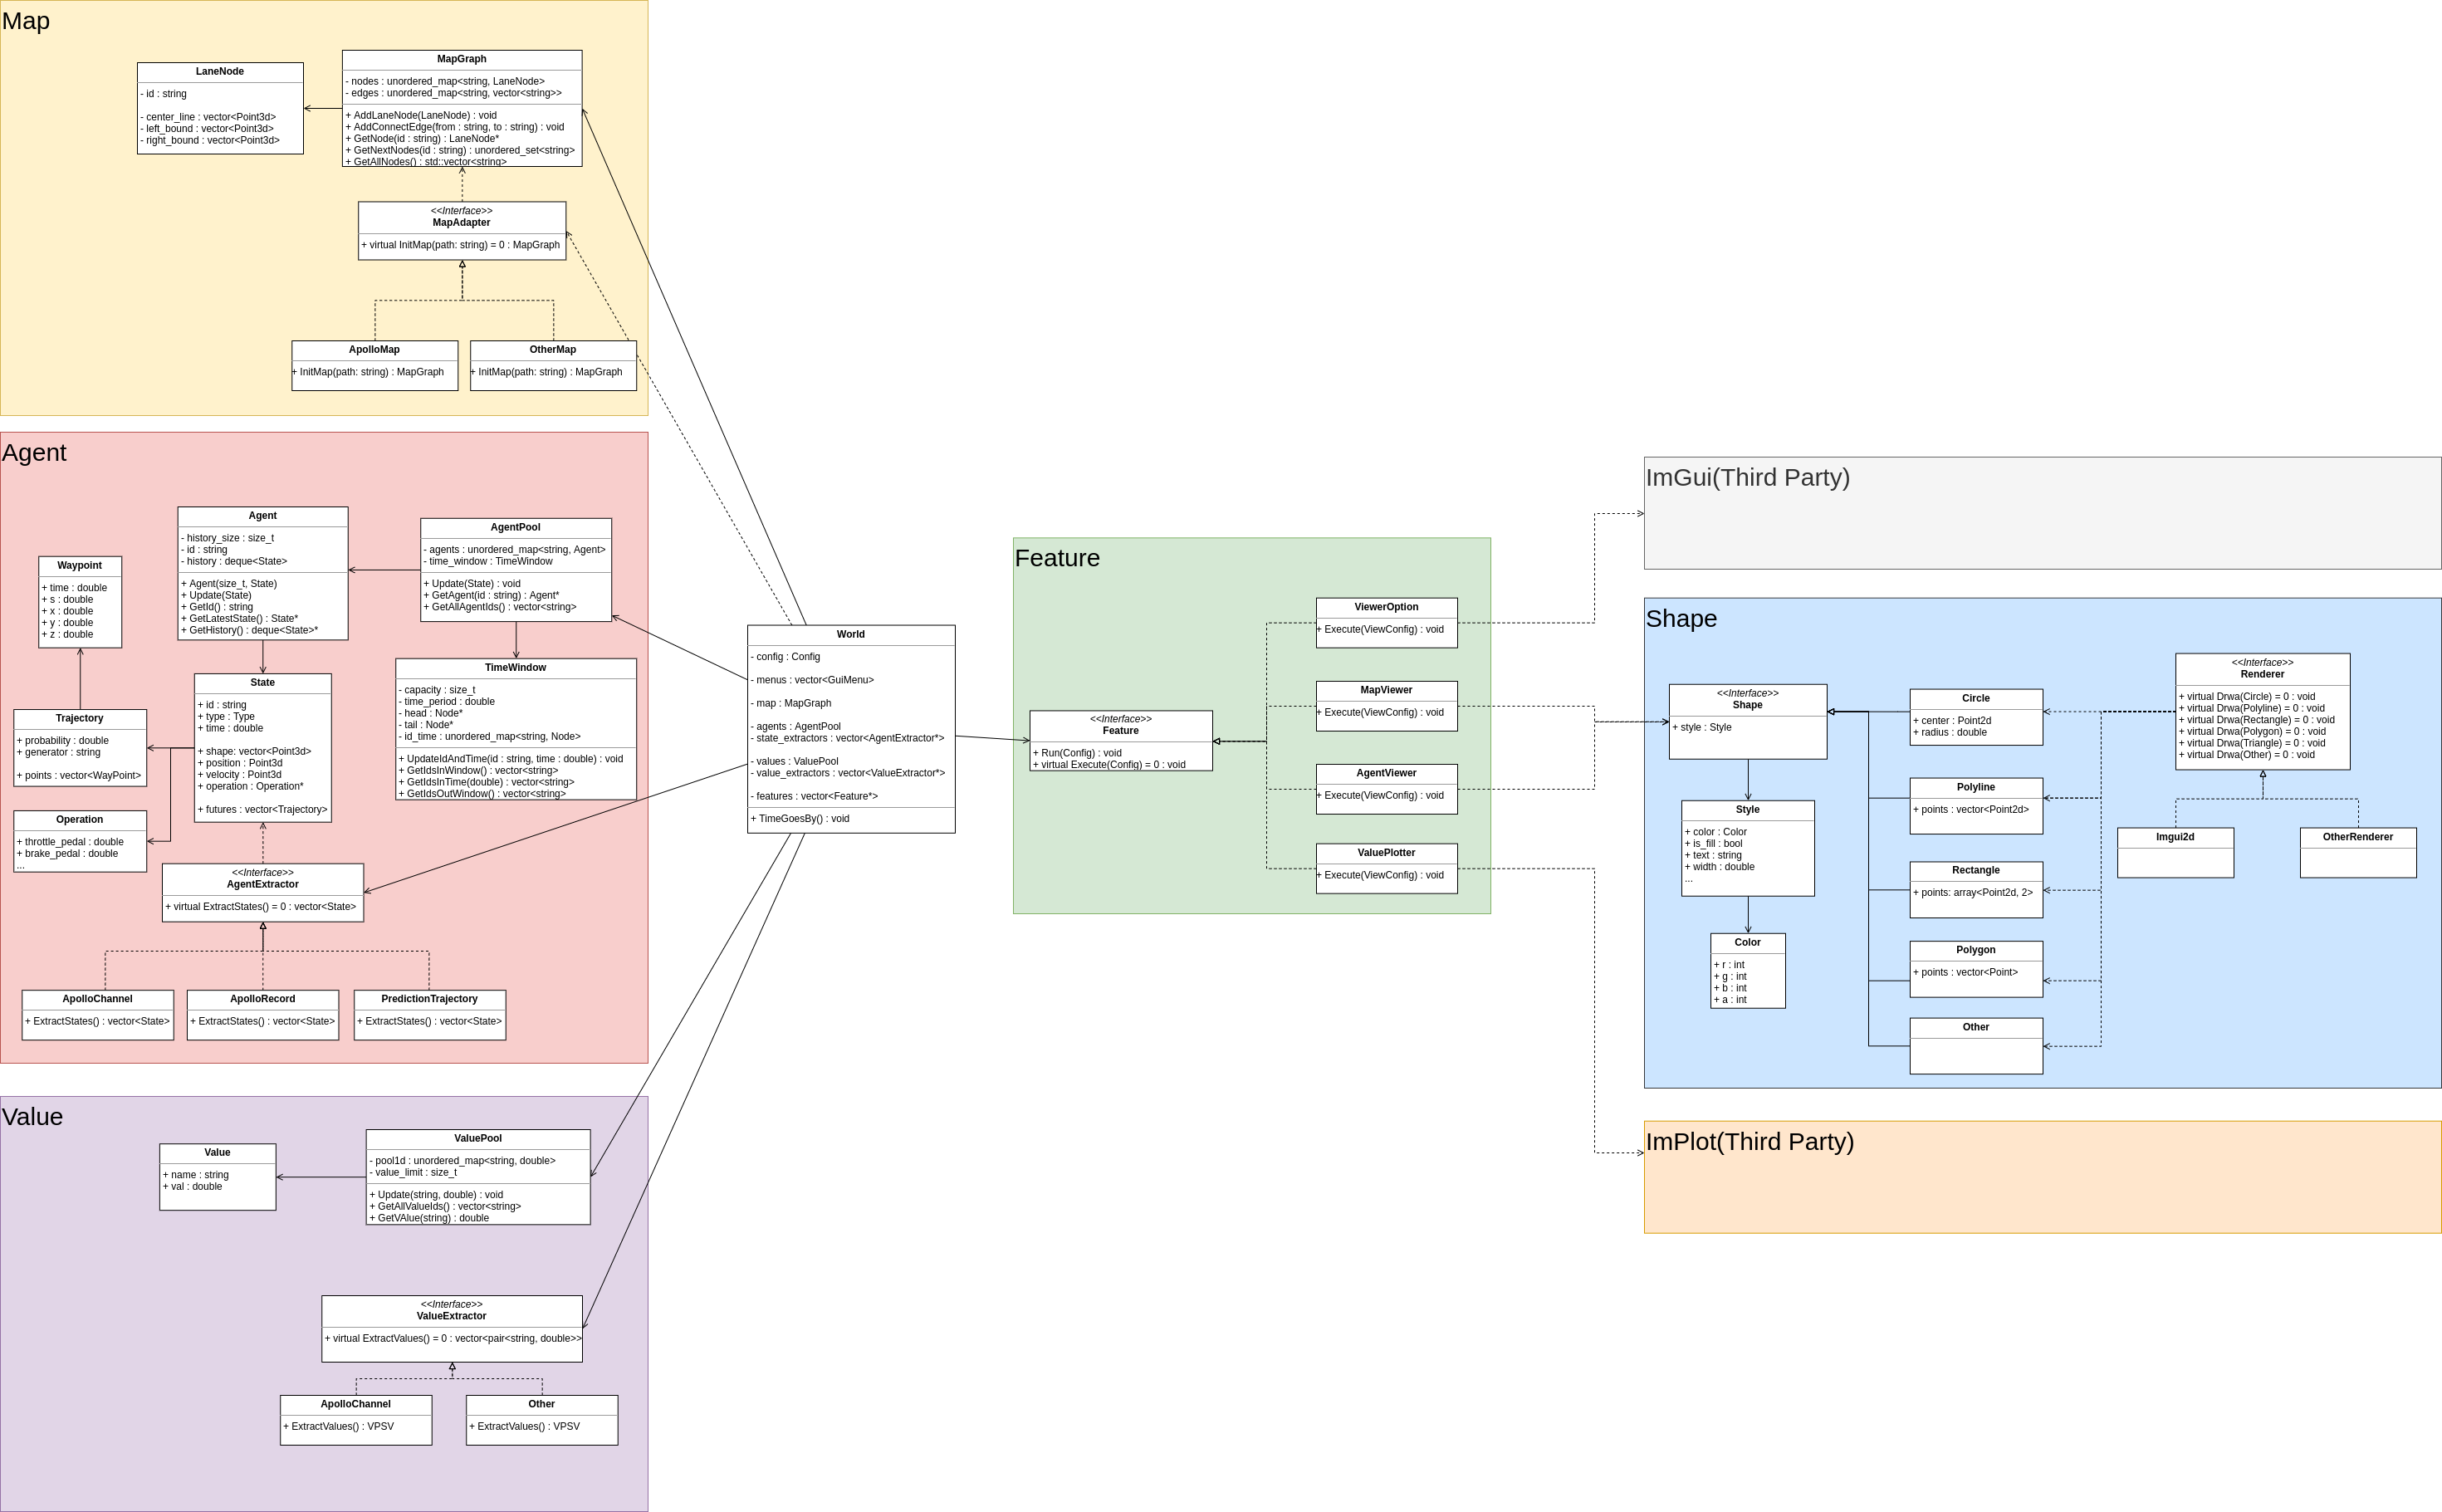 Map
LaneNode
- id : string
- center_line : vector<Point3d>
- left_bound : vector<Point3d>
- right_bound : vector<Point3d>
MapGraph
- nodes : unordered_map<string, LaneNode>
- edges : unordered_map<string, vector<string>>
+ AddLaneNode(LaneNode) : void
+ AddConnectEdge(from : string, to : string) : void
+ GetNode(id : string) : LaneNode*
+ GetNextNodes(id : string) : unordered_set<string>
+ GetAllNodes() : std::vector<string>
<<Interface>>
MapAdapter
+ virtual InitMap(path: string) = 0 : MapGraph
ApolloMap
+ InitMap(path: string) : MapGraph
OtherMap
+ InitMap(path: string) : MapGraph
Agent
Waypoint
+ time : double
+ s : double
+ x : double
+ y : double
+ z : double
Agent
- history_size : size_t
- id : string
- history : deque<State>
+ Agent(size_t, State)
+ Update(State)
+ GetId() : string
+ GetLatestState() : State*
+ GetHistory() : deque<State>*
AgentPool
- agents : unordered_map<string, Agent>
- time_window : TimeWindow
+ Update(State) : void
+ GetAgent(id : string) : Agent*
+ GetAllAgentIds() : vector<string>
Trajectory
+ probability : double
+ generator : string
+ points : vector<WayPoint>
State
+ id : string
+ type : Type
+ time : double
+ shape: vector<Point3d>
+ position : Point3d
+ velocity : Point3d
+ operation : Operation*
+ futures : vector<Trajectory>
TimeWindow
- capacity : size_t
- time_period : double
- head : Node*
- tail : Node*
- id_time : unordered_map<string, Node>
+ UpdateIdAndTime(id : string, time : double) : void
+ GetIdsInWindow() : vector<string>
+ GetIdsInTime(double) : vector<string>
+ GetIdsOutWindow() : vector<string>
Operation
+ throttle_pedal : double
+ brake_pedal : double
...
<<Interface>>
AgentExtractor
+ virtual ExtractStates() = 0 : vector<State>
ApolloChannel
+ ExtractStates() : vector<State>
ApolloRecord
+ ExtractStates() : vector<State>
PredictionTrajectory
+ ExtractStates() : vector<State>
Value
Value
+ name : string
+ val : double
ValuePool
- pool1d : unordered_map<string, double>
- value_limit : size_t
+ Update(string, double) : void
+ GetAllValueIds() : vector<string>
+ GetVAlue(string) : double
<<Interface>>
ValueExtractor
+ virtual ExtractValues() = 0 : vector<pair<string, double>>
ApolloChannel
+ ExtractValues() : VPSV
Other
+ ExtractValues() : VPSV
World
- config : Config
- menus : vector<GuiMenu>
- map : MapGraph
- agents : AgentPool
- state_extractors : vector<AgentExtractor*>
- values : ValuePool
- value_extractors : vector<ValueExtractor*>
- features : vector<Feature*>
+ TimeGoesBy() : void
Feature
<<Interface>>
Feature
+ Run(Config) : void
+ virtual Execute(Config) = 0 : void
ViewerOption
+ Execute(ViewConfig) : void
MapViewer
+ Execute(ViewConfig) : void
AgentViewer
+ Execute(ViewConfig) : void
ValuePlotter
+ Execute(ViewConfig) : void
ImGui(Third Party)
Shape
<<Interface>>
Shape
+ style : Style
Style
+ color : Color
+ is_fill : bool
+ text : string
+ width : double
...
Color
+ r : int
+ g : int
+ b : int
+ a : int
Circle
+ center : Point2d
+ radius : double
Polyline
+ points : vector<Point2d>
Rectangle
+ points: array<Point2d, 2>
Polygon
+ points : vector<Point>
Other
<<Interface>>
Renderer
+ virtual Drwa(Circle) = 0 : void
+ virtual Drwa(Polyline) = 0 : void
+ virtual Drwa(Rectangle) = 0 : void
+ virtual Drwa(Polygon) = 0 : void
+ virtual Drwa(Triangle) = 0 : void
+ virtual Drwa(Other) = 0 : void
Imgui2d
OtherRenderer
ImPlot(Third Party)